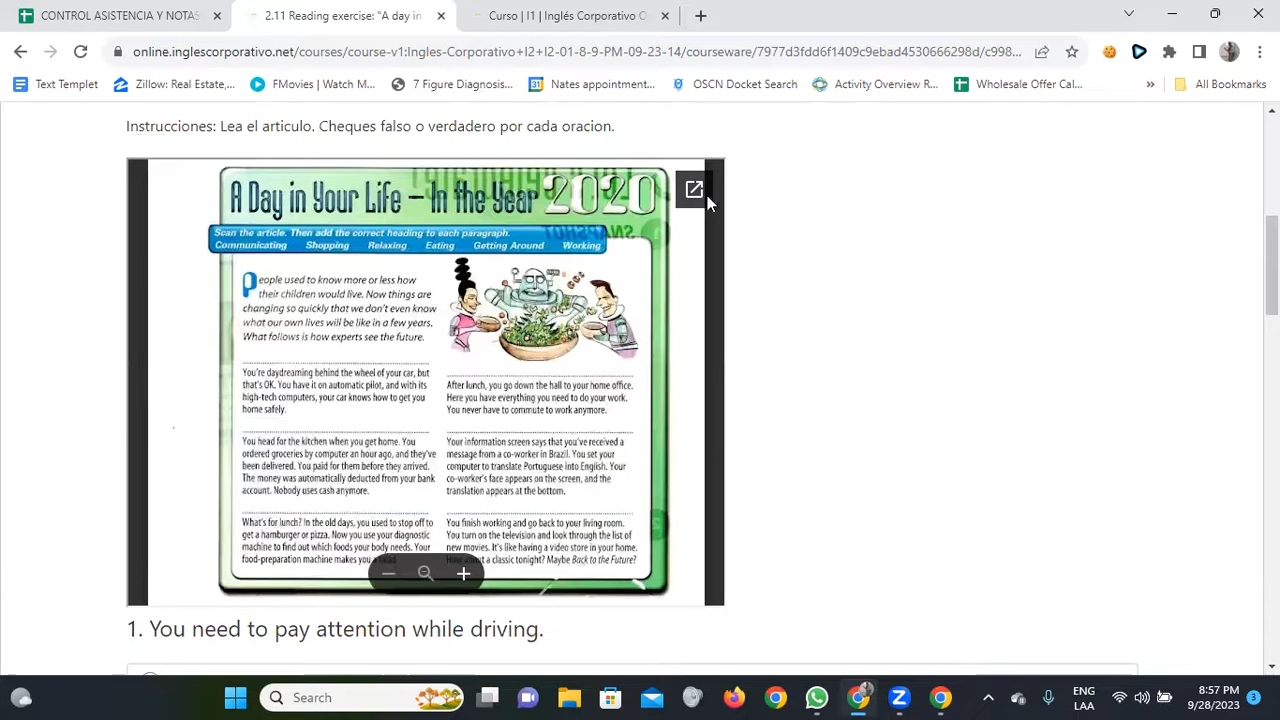 CONTROL ASISTENCIA Y NOTAS
2.11 Reading exercise: "A day in
Curso | I1 | Inglés Corporativo O
online.inglescorporativo.net/courses/course-v1:Ingles-Corporativo+I2+I2-01-8-9-PM-09-23-14/courseware/7977d3fdd6f1409c9ebad4530666298d/c998...
Text Templet
Zillow: Real Estate,...
FMovies | Watch M...
7 Figure Diagnosis...
Nates appointment...
OSCN Docket Search
Activity Overview R...
Wholesale Offer Cal...
All Bookmarks
Instrucciones: Lea el articulo. Cheques falso o verdadero por cada oracion.
A Day in Your Life – In the Year 2020
Scan the article. Then add the correct heading to each paragraph.
Communicating Shopping Relaxing Eating Getting Around Working
People used to know more or less how
their children would live. Now things are
changing so quickly that we don't even know
what our own lives will be like in a few years.
What follows is how experts see the future.
You're daydreaming behind the wheel of your car, but
that's OK. You have it on automatic pilot, and with its
high-tech computers, your car knows how to get you
home safely.
You head for the kitchen when you get home. You
ordered groceries by computer an hour ago, and they've
been delivered. You paid for them before they arrived.
The money was automatically deducted from your bank
account. Nobody uses cash anymore.
What's for lunch? In the old days, you used to stop off to
get a hamburger or pizza. Now you use your diagnostic
machine to find out which foods your body needs. Your
food-preparation machine makes you a
After lunch, you go down the hall to your home office.
Here you have everything you need to do your work.
You never have to commute to work anymore.
Your information screen says that you've received a
message from a co-worker in Brazil. You set your
computer to translate Portuguese into English. Your
co-worker's face appears on the screen, and the
translation appears at the bottom.
You finish working and go back to your living room.
You turn on the television and look through the list of
new movies. It's like having a video store in your home.
How about a classic tonight? Maybe Back to the Future?
1. You need to pay attention while driving.
Search
ENG
LAA
8:57 PM
9/28/2023
3